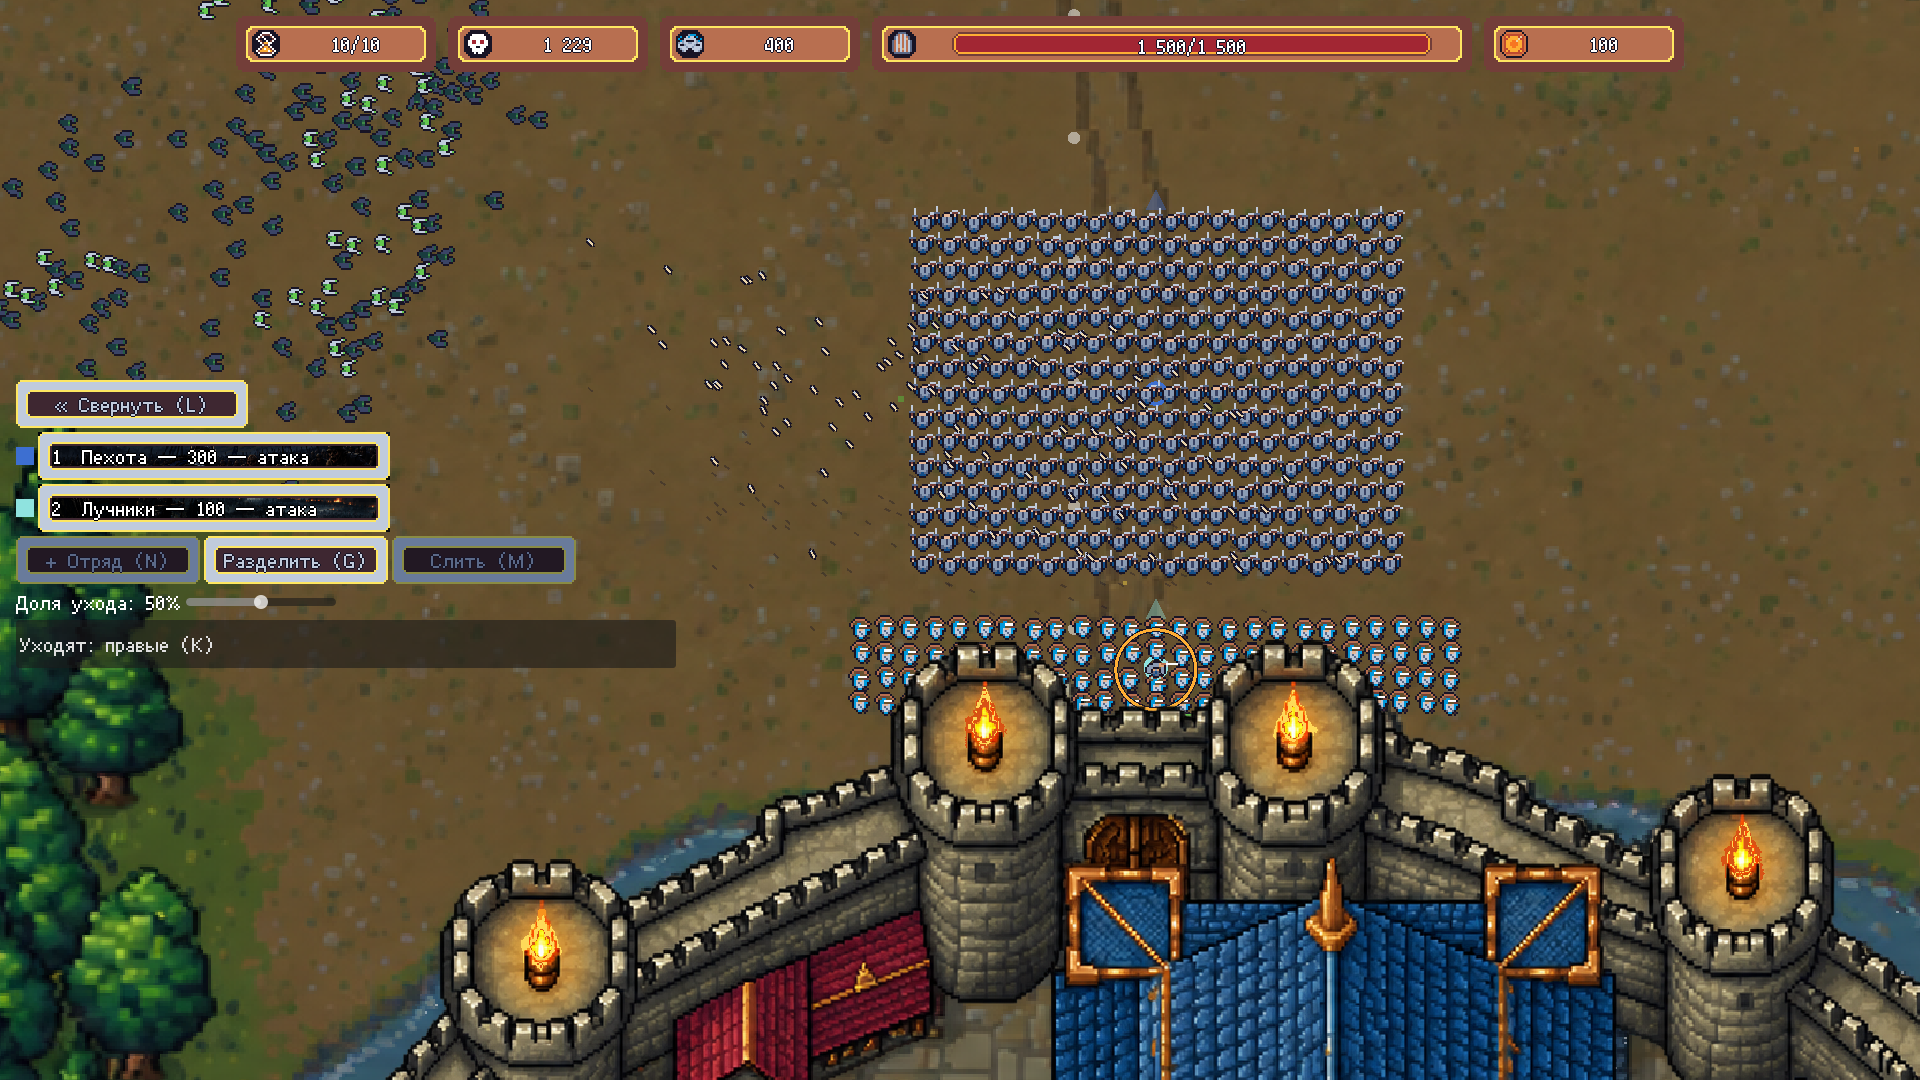 10/10
1 229
400
1 500/1 500
100
« Свернуть (L)
1 Пехота — 300 — атака
2 Лучники — 100 — атака
+ Отряд (N)
Разделить (G)
Слить (M)
Доля ухода: 50%
Уходят: правые (K)